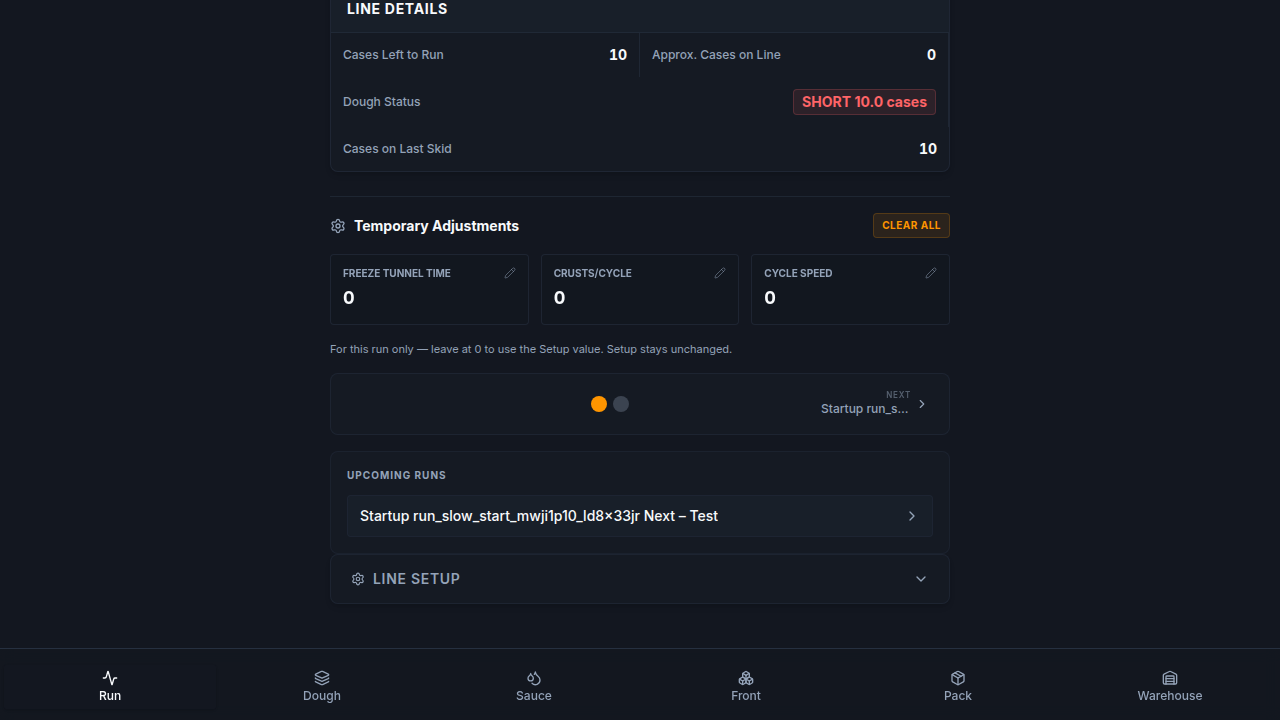 LINE DETAILS
Cases Left to Run 10 Approx. Cases on Line 0
Dough Status SHORT 10.0 cases
Cases on Last Skid 10
Temporary Adjustments CLEAR ALL
FREEZE TUNNEL TIME CRUSTS/CYCLE CYCLE SPEED
0 0 0
For this run only — leave at 0 to use the Setup value. Setup stays unchanged.
NEXT
Startup run_s...
UPCOMING RUNS
Startup run_slow_start_mwji1p10_ld8×33jr Next – Test
LINE SETUP
Run Dough Sauce Front Pack Warehouse